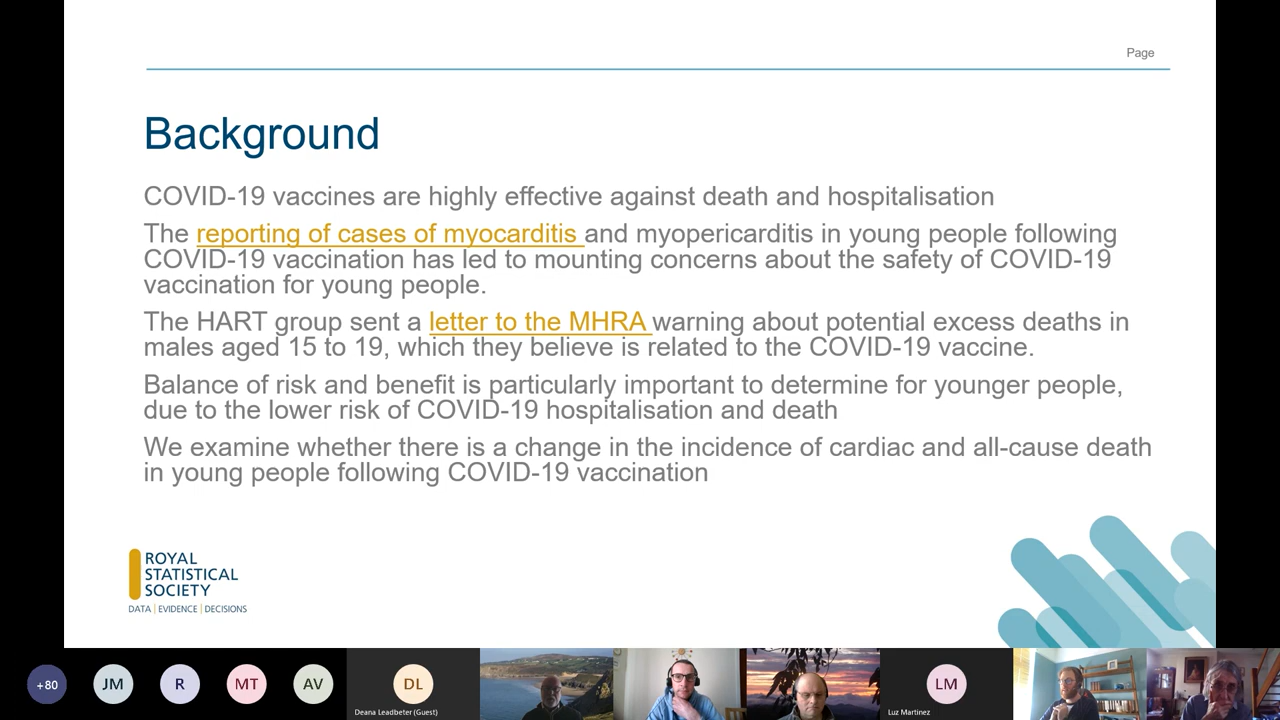 Page
Background
COVID-19 vaccines are highly effective against death and hospitalisation
The reporting of cases of myocarditis and myopericarditis in young people following
COVID-19 vaccination has led to mounting concerns about the safety of COVID-19
vaccination for young people.
The HART group sent a letter to the MHRA warning about potential excess deaths in
males aged 15 to 19, which they believe is related to the COVID-19 vaccine.
Balance of risk and benefit is particularly important to determine for younger people,
due to the lower risk of COVID-19 hospitalisation and death
We examine whether there is a change in the incidence of cardiac and all-cause death
in young people following COVID-19 vaccination
ROYAL
STATISTICAL
SOCIETY
DATA | EVIDENCE | DECISIONS
+80
JM
R
MT
AV
DL
Deana Leadbeter (Guest)
LM
Luz Martinez